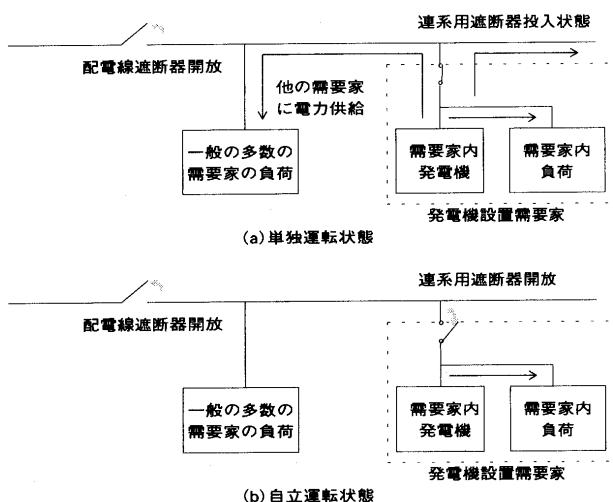 連系用遮断器投入状態
配電線遮断器開放
他の需要家
に電力供給
一般の多数の
需要家の負荷
需要家内
発電機
需要家内
負荷
発電機設置需要家
(a)単独運転状態
連系用遮断器開放
配電線遮断器開放
一般の多数の
需要家の負荷
需要家内
発電機
需要家内
負荷
発電機設置需要家
(b)自立運転状態